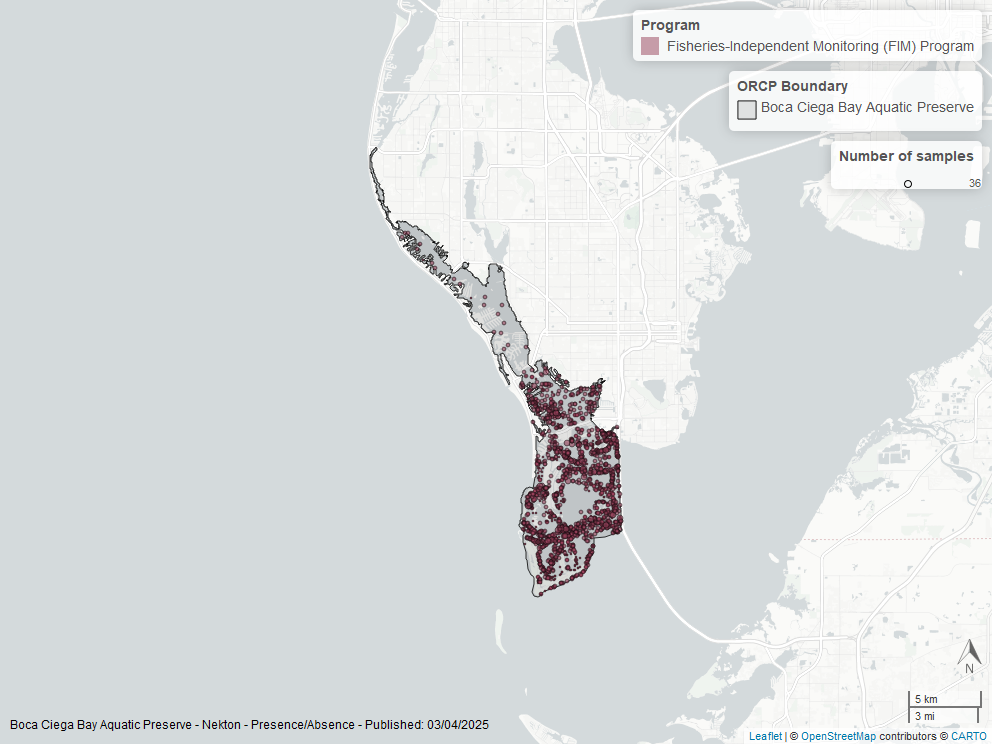 Program
Fisheries-Independent Monitoring (FIM) Program
ORCP Boundary
Boca Ciega Bay Aquatic Preserve
Number of samples
36
N
5 km
3 mi
Boca Ciega Bay Aquatic Preserve - Nekton - Presence/Absence - Published: 03/04/2025
Leaflet | © OpenStreetMap contributors © CARTO